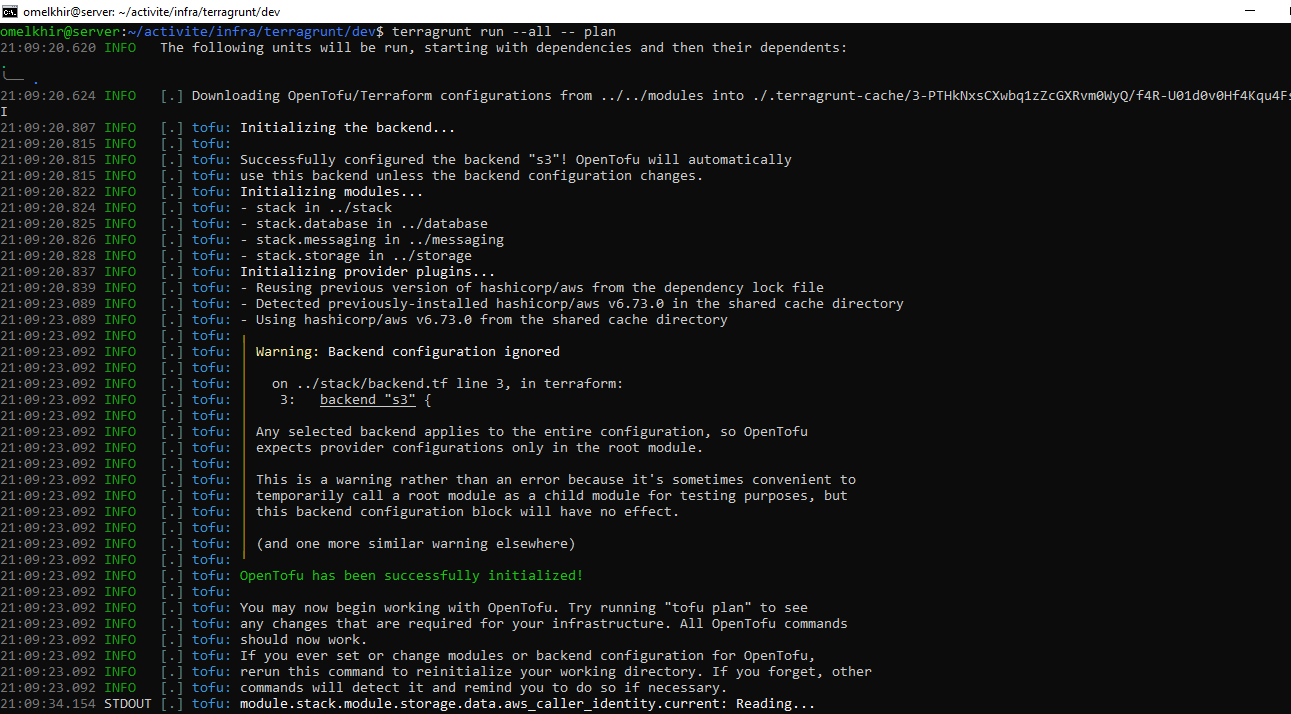 omelkhir@server: ~/activite/infra/terragrunt/dev
omelkhir@server:~/activite/infra/terragrunt/dev$ terragrunt run --all -- plan
21:09:20.620 INFO   The following units will be run, starting with dependencies and then their dependents:
.
╰── .
21:09:20.624 INFO   [.] Downloading OpenTofu/Terraform configurations from ../../modules into ./.terragrunt-cache/3-PTHkNxsCXwbq1zZcGXRvm0WyQ/f4R-U01d0v0Hf4Kqu4Fs
I
21:09:20.807 INFO   [.] tofu: Initializing the backend...
21:09:20.815 INFO   [.] tofu:
21:09:20.815 INFO   [.] tofu: Successfully configured the backend "s3"! OpenTofu will automatically
21:09:20.815 INFO   [.] tofu: use this backend unless the backend configuration changes.
21:09:20.822 INFO   [.] tofu: Initializing modules...
21:09:20.824 INFO   [.] tofu: - stack in ../stack
21:09:20.825 INFO   [.] tofu: - stack.database in ../database
21:09:20.826 INFO   [.] tofu: - stack.messaging in ../messaging
21:09:20.828 INFO   [.] tofu: - stack.storage in ../storage
21:09:20.837 INFO   [.] tofu: Initializing provider plugins...
21:09:20.839 INFO   [.] tofu: - Reusing previous version of hashicorp/aws from the dependency lock file
21:09:23.089 INFO   [.] tofu: - Detected previously-installed hashicorp/aws v6.73.0 in the shared cache directory
21:09:23.089 INFO   [.] tofu: - Using hashicorp/aws v6.73.0 from the shared cache directory
21:09:23.092 INFO   [.] tofu: ╷
21:09:23.092 INFO   [.] tofu: │ Warning: Backend configuration ignored
21:09:23.092 INFO   [.] tofu: │
21:09:23.092 INFO   [.] tofu: │   on ../stack/backend.tf line 3, in terraform:
21:09:23.092 INFO   [.] tofu: │    3:   backend "s3" {
21:09:23.092 INFO   [.] tofu: │
21:09:23.092 INFO   [.] tofu: │ Any selected backend applies to the entire configuration, so OpenTofu
21:09:23.092 INFO   [.] tofu: │ expects provider configurations only in the root module.
21:09:23.092 INFO   [.] tofu: │
21:09:23.092 INFO   [.] tofu: │ This is a warning rather than an error because it's sometimes convenient to
21:09:23.092 INFO   [.] tofu: │ temporarily call a root module as a child module for testing purposes, but
21:09:23.092 INFO   [.] tofu: │ this backend configuration block will have no effect.
21:09:23.092 INFO   [.] tofu: │
21:09:23.092 INFO   [.] tofu: │ (and one more similar warning elsewhere)
21:09:23.092 INFO   [.] tofu: ╵
21:09:23.092 INFO   [.] tofu: OpenTofu has been successfully initialized!
21:09:23.092 INFO   [.] tofu:
21:09:23.092 INFO   [.] tofu: You may now begin working with OpenTofu. Try running "tofu plan" to see
21:09:23.092 INFO   [.] tofu: any changes that are required for your infrastructure. All OpenTofu commands
21:09:23.092 INFO   [.] tofu: should now work.
21:09:23.092 INFO   [.] tofu: If you ever set or change modules or backend configuration for OpenTofu,
21:09:23.092 INFO   [.] tofu: rerun this command to reinitialize your working directory. If you forget, other
21:09:23.092 INFO   [.] tofu: commands will detect it and remind you to do so if necessary.
21:09:34.154 STDOUT [.] tofu: module.stack.module.storage.data.aws_caller_identity.current: Reading...